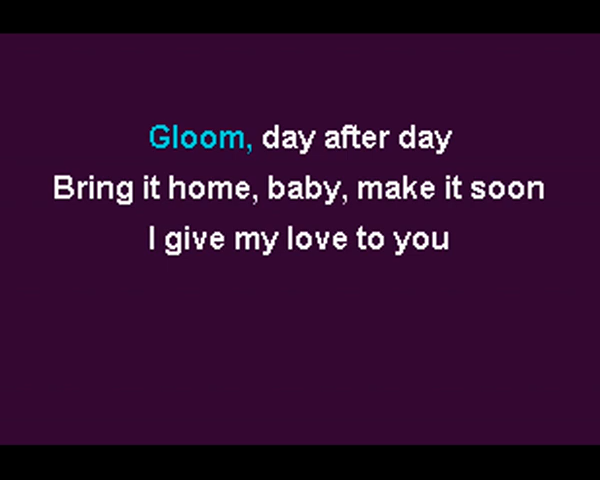 Gloom, day after day
Bring it home, baby, make it soon
I give my love to you